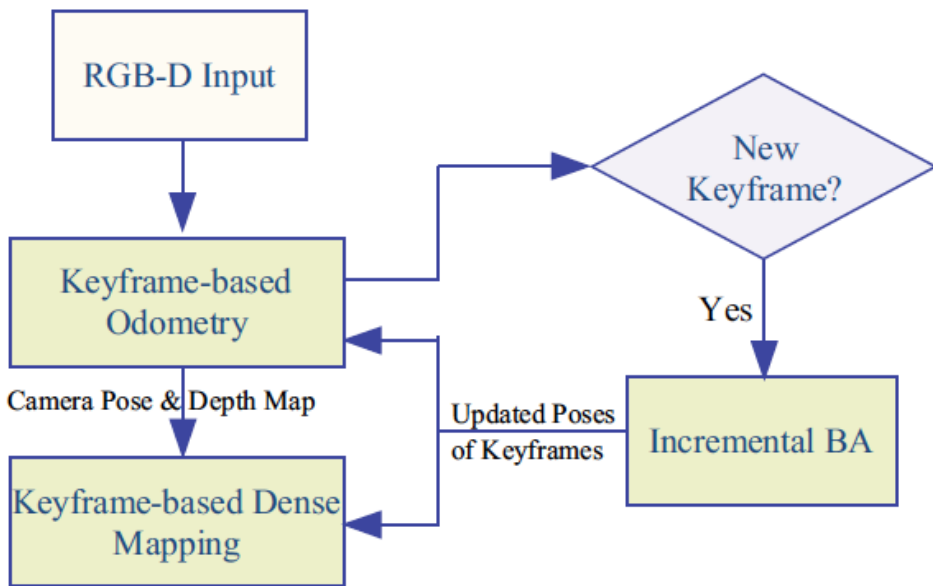 RGB-D Input
New
Keyframe?
Keyframe-based
Odometry
Yes
Camera Pose & Depth Map
Updated Poses
of Keyframes
Incremental BA
Keyframe-based Dense
Mapping